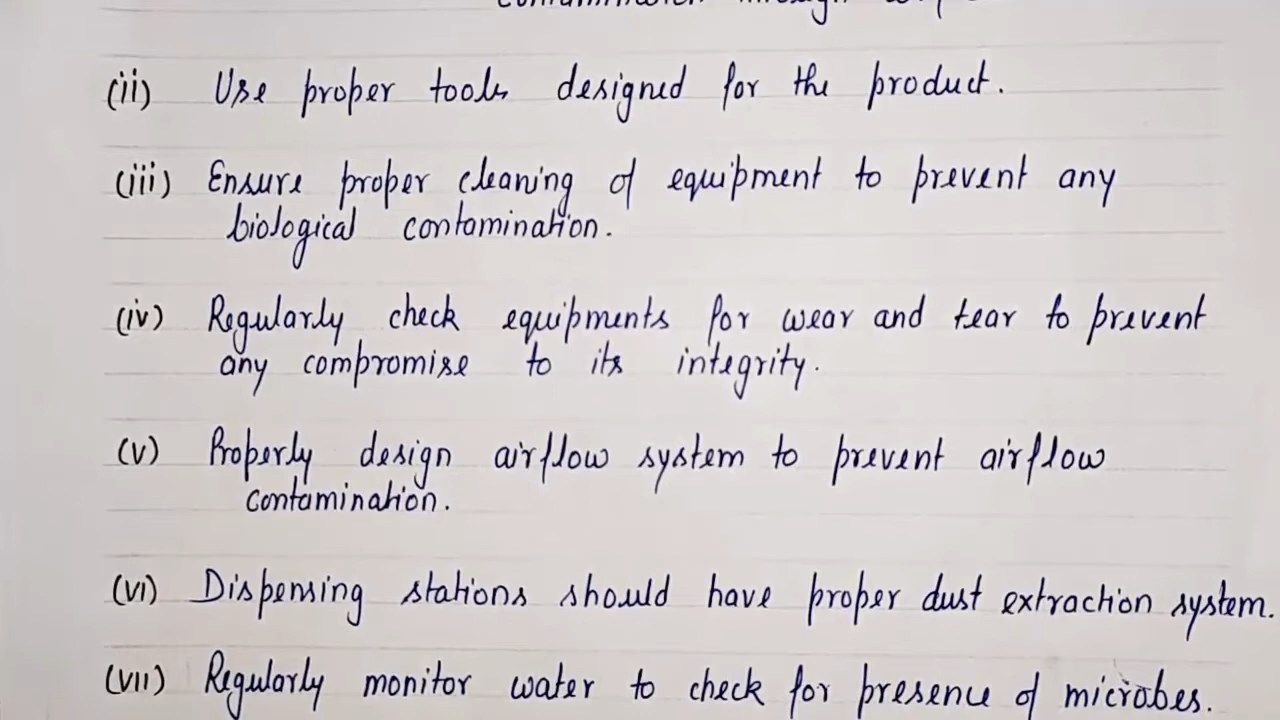 contamination through
(ii) Use proper tools designed for the product.
(iii) Ensure proper cleaning of equipment to prevent any
biological contamination.
(iv) Regularly check equipments for wear and tear to prevent
any compromise to its integrity.
(v) Properly design airflow system to prevent airflow
contamination.
(vi) Dispensing stations should have proper dust extraction system.
(vii) Regularly monitor water to check for presence of microbes.